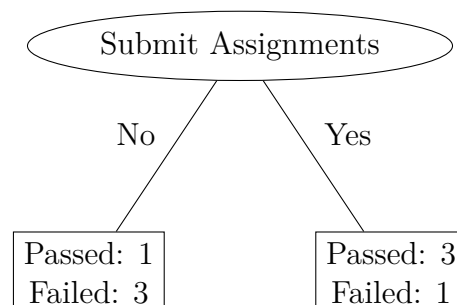 Submit Assignments
No
Yes
Passed: 1
Failed: 3
Passed: 3
Failed: 1